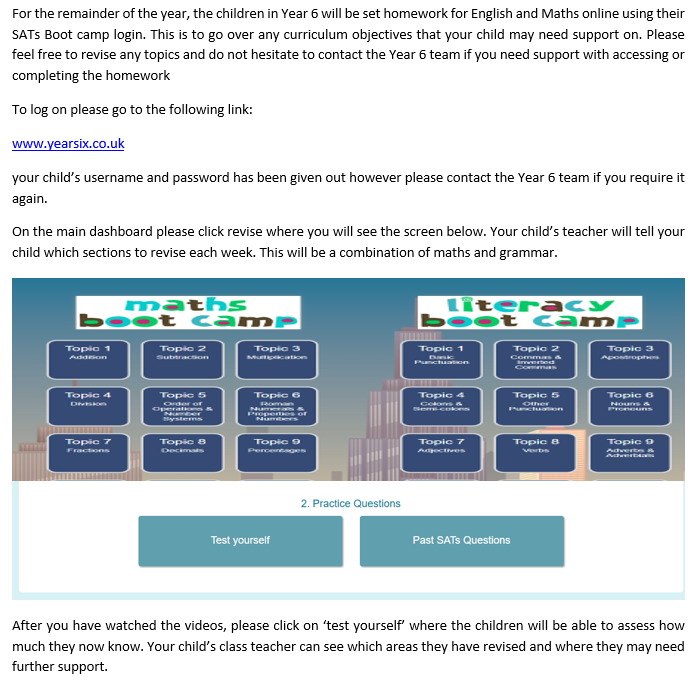 For the remainder of the year, the children in Year 6 will be set homework for English and Maths online using their
SATs Boot camp login. This is to go over any curriculum objectives that your child may need support on. Please
feel free to revise any topics and do not hesitate to contact the Year 6 team if you need support with accessing or
completing the homework
To log on please go to the following link:
www.yearsix.co.uk
your child's username and password has been given out however please contact the Year 6 team if you require it
again.
On the main dashboard please click revise where you will see the screen below. Your child's teacher will tell your
child which sections to revise each week. This will be a combination of maths and grammar.
maths
boot camp
Topic 1
Addition
Topic 2
Subtraction
Topic 3
Multiplication
Topic 4
Division
Topic 5
Order of
Operations &
Number
Systems
Topic 6
Roman
Numerals &
Properties of
Numbers
Topic 7
Fractions
Topic 8
Decimals
Topic 9
Percentages
literacy
boot camp
Topic 1
Basic
Punctuation
Topic 2
Commas &
Inverted
Commas
Topic 3
Apostrophes
Topic 4
Colons &
Semi-colons
Topic 5
Other
Punctuation
Topic 6
Nouns &
Pronouns
Topic 7
Adjectives
Topic 8
Verbs
Topic 9
Adverbs &
Adverbials
2. Practice Questions
Test yourself
Past SATs Questions
After you have watched the videos, please click on 'test yourself' where the children will be able to assess how
much they now know. Your child's class teacher can see which areas they have revised and where they may need
further support.